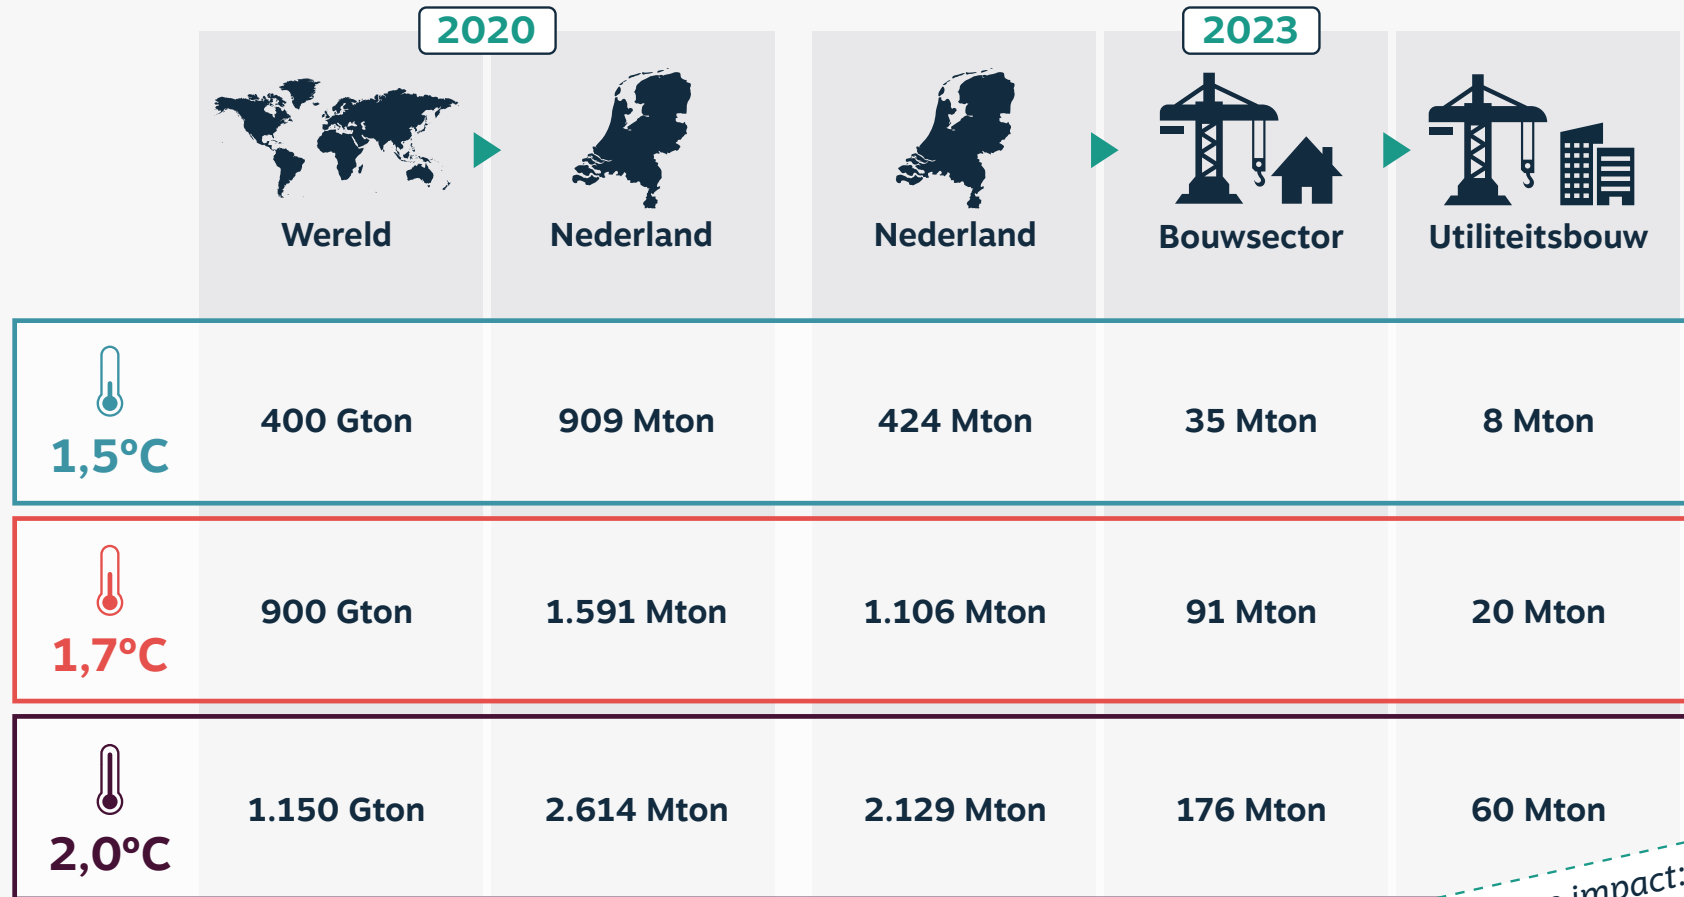 2020
2023
Wereld
Nederland
Nederland
Bouwsector
Utiliteitsbouw
1,5°C
400 Gton
909 Mton
424 Mton
35 Mton
8 Mton
1,7°C
900 Gton
1.591 Mton
1.106 Mton
91 Mton
20 Mton
2,0°C
1.150 Gton
2.614 Mton
2.129 Mton
176 Mton
60 Mton
impact: